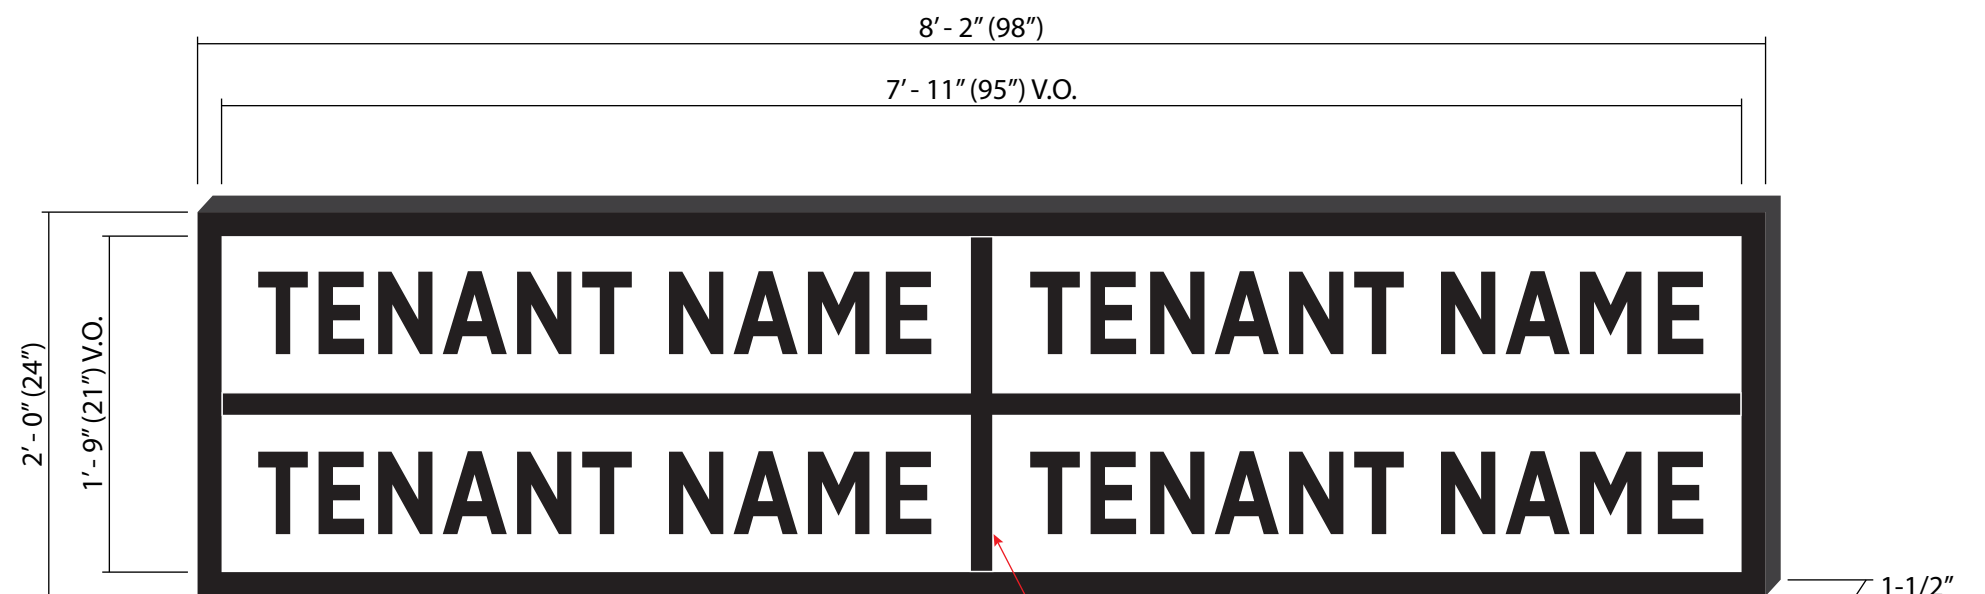 8’ - 2” (98”)
7’ - 11” (95”) V.O.
2’ - 0” (24”)
1’ - 9” (21”) V.O.
TENANT NAME TENANT NAME
TENANT NAME TENANT NAME
1-1/2”